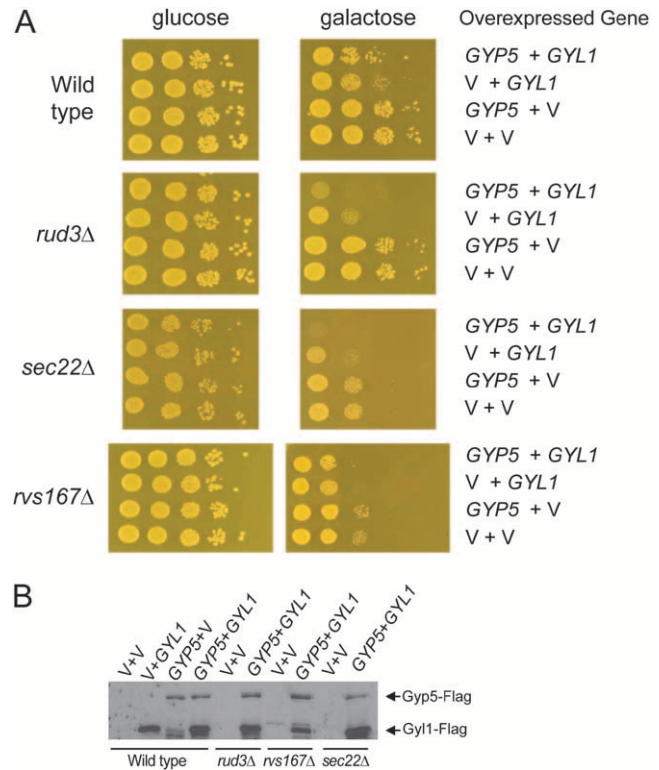 A
glucose galactose Overexpressed Gene
Wild type
GYP5 + GYL1
V + GYL1
GYP5 + V
V + V
rud3Δ
GYP5 + GYL1
V + GYL1
GYP5 + V
V + V
sec22Δ
GYP5 + GYL1
V + GYL1
GYP5 + V
V + V
rvs167Δ
GYP5 + GYL1
V + GYL1
GYP5 + V
V + V
B
V+V V+GYL1 GYP5+V GYP5+GYL1 V+V GYP5+GYL1 V+V GYP5+GYL1 V+V GYP5+GYL1
Gyp5-Flag
Gyl1-Flag
Wild type rud3Δ rvs167Δ sec22Δ